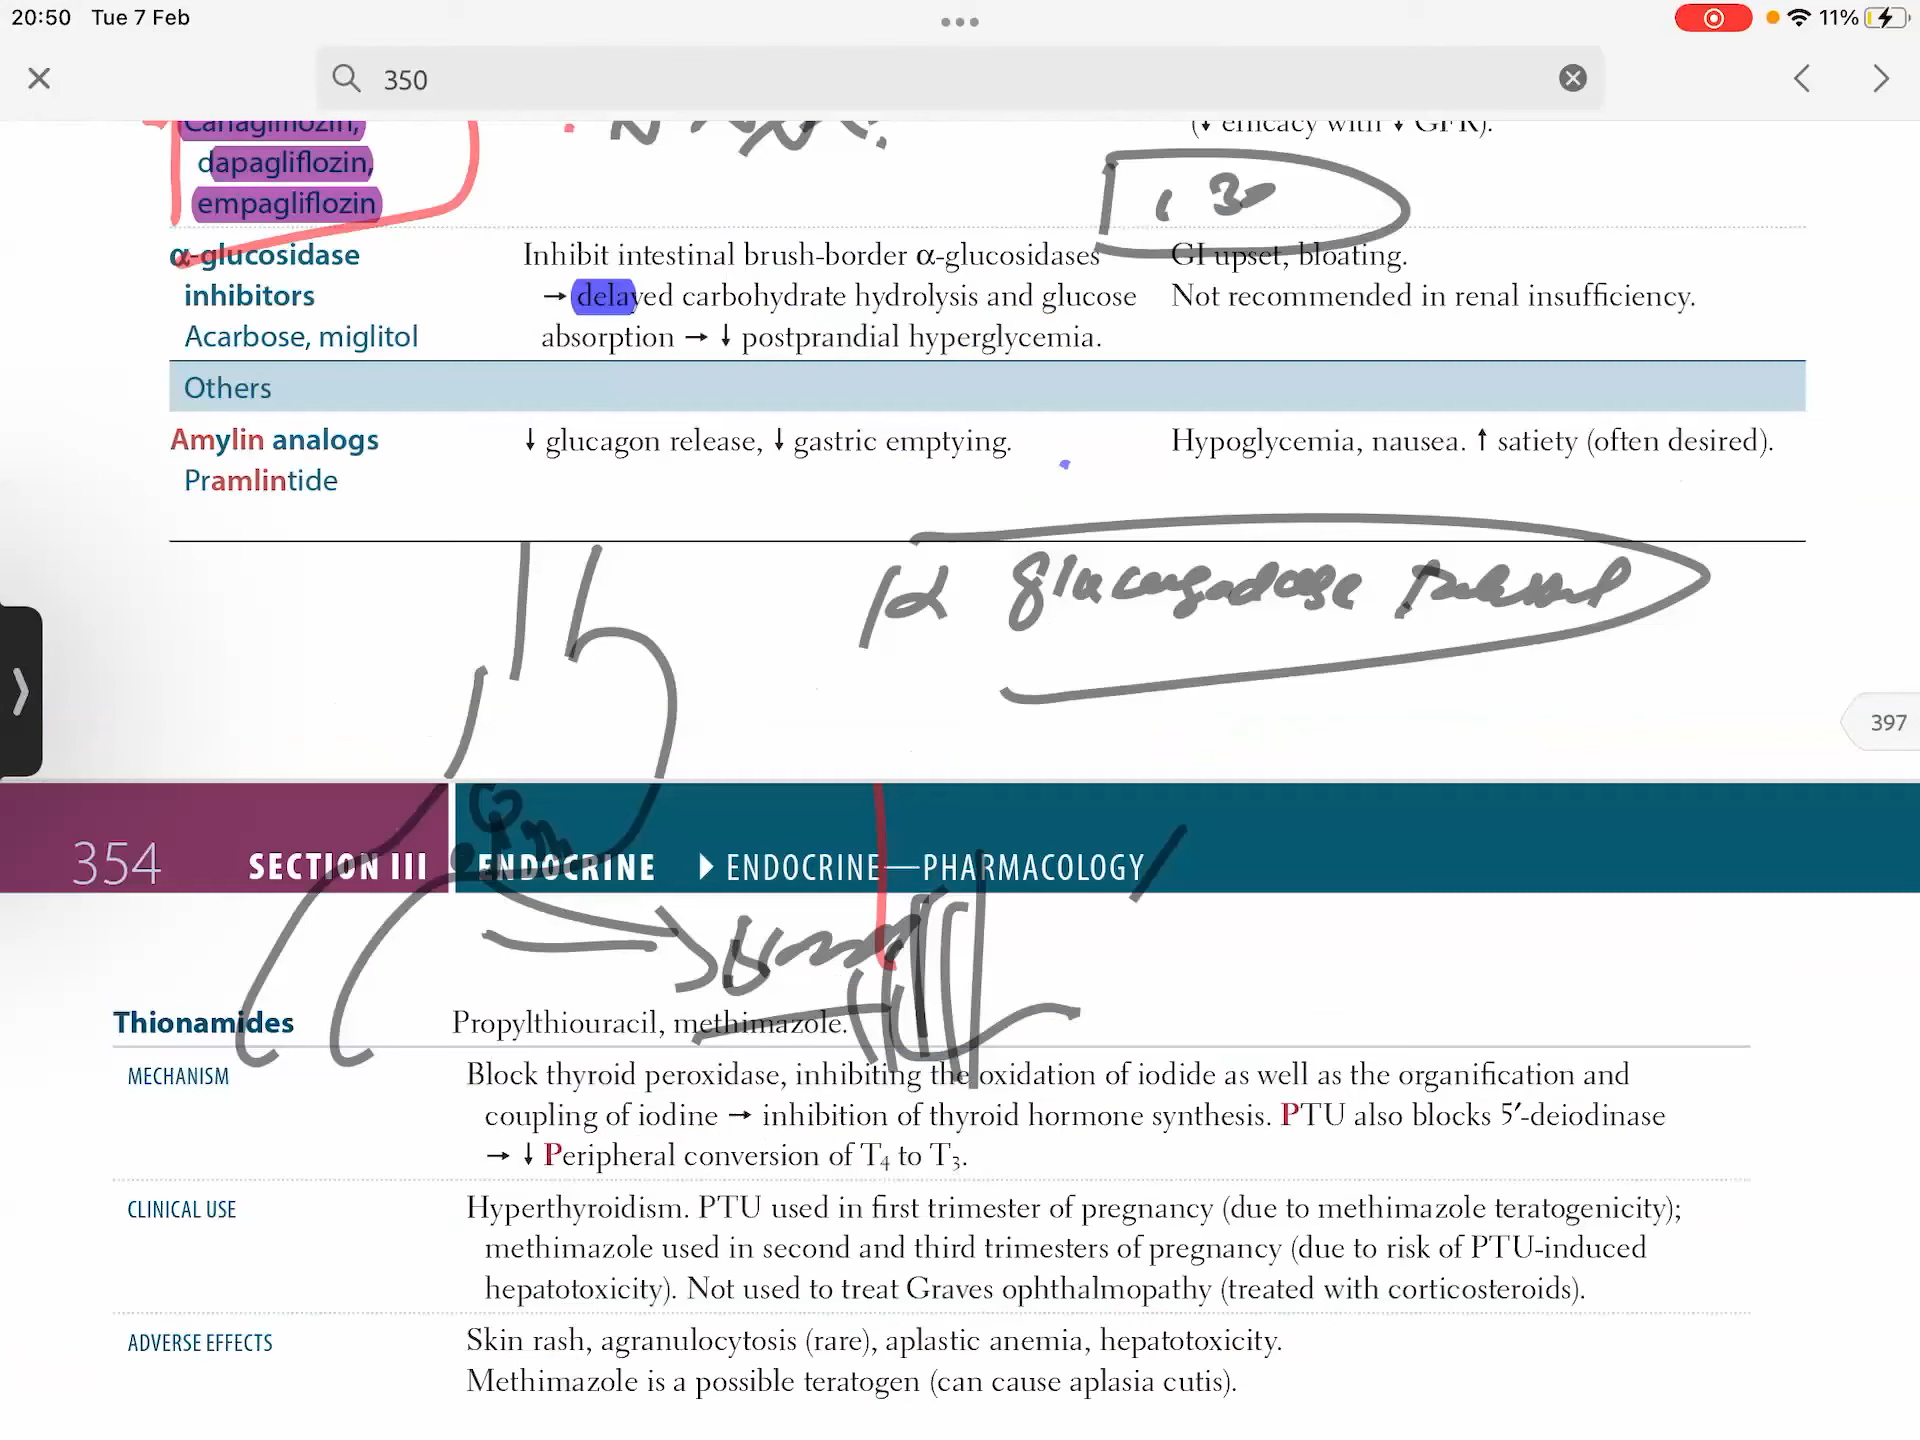 20:50 Tue 7 Feb
11%
350
Canagliflozin,
(↓ efficacy with ↓ GFR).
dapagliflozin,
empagliflozin
α-glucosidase
inhibitors
Acarbose, miglitol
Inhibit intestinal brush-border α-glucosidases
→ delayed carbohydrate hydrolysis and glucose
absorption → ↓ postprandial hyperglycemia.
GI upset, bloating.
Not recommended in renal insufficiency.
Others
Amylin analogs
Pramlintide
↓ glucagon release, ↓ gastric emptying.
Hypoglycemia, nausea. ↑ satiety (often desired).
397
354 SECTION III ENDOCRINE ▶ ENDOCRINE—PHARMACOLOGY
Thionamides
Propylthiouracil, methimazole.
MECHANISM
Block thyroid peroxidase, inhibiting the oxidation of iodide as well as the organification and
coupling of iodine → inhibition of thyroid hormone synthesis. PTU also blocks 5′-deiodinase
→ ↓ Peripheral conversion of T4 to T3.
CLINICAL USE
Hyperthyroidism. PTU used in first trimester of pregnancy (due to methimazole teratogenicity);
methimazole used in second and third trimesters of pregnancy (due to risk of PTU-induced
hepatotoxicity). Not used to treat Graves ophthalmopathy (treated with corticosteroids).
ADVERSE EFFECTS
Skin rash, agranulocytosis (rare), aplastic anemia, hepatotoxicity.
Methimazole is a possible teratogen (can cause aplasia cutis).